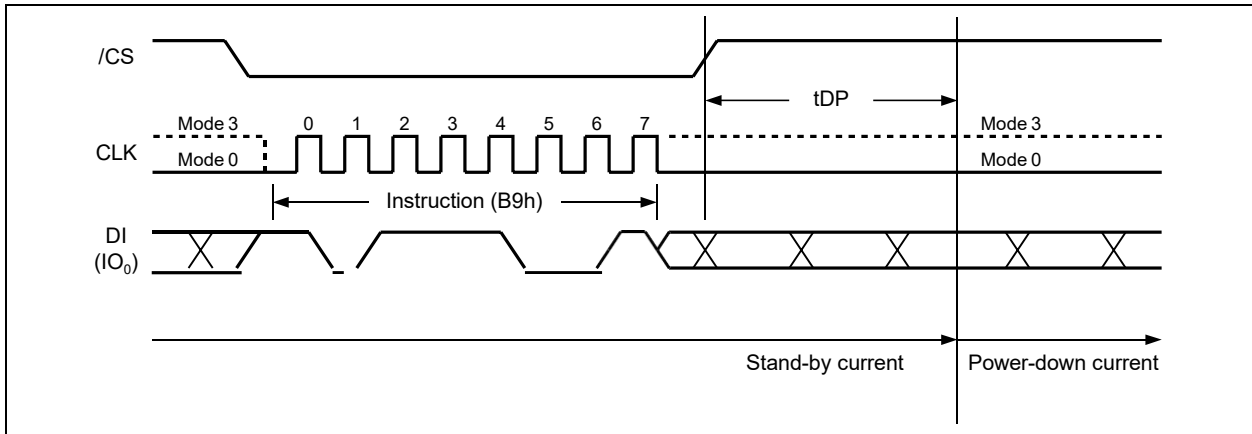 /CS
tDP
Mode 3 0 1 2 3 4 5 6 7 Mode 3
CLK
Mode 0 Mode 0
Instruction (B9h)
DI
(IO₀)
Stand-by current Power-down current